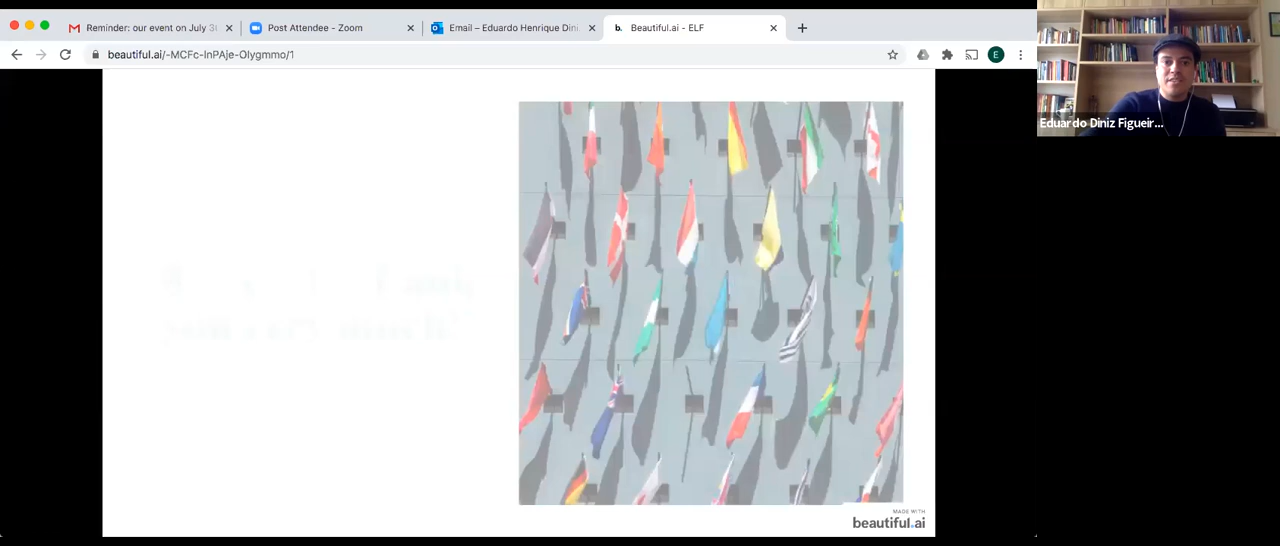 Reminder: our event on July 3
Post Attendee - Zoom
Email – Eduardo Henrique Dini
Beautiful.ai - ELF
beautiful.ai/-MCFc-InPAje-OIygmmo/1
E
Eduardo Diniz Figueir...
MADE WITH
beautiful.ai